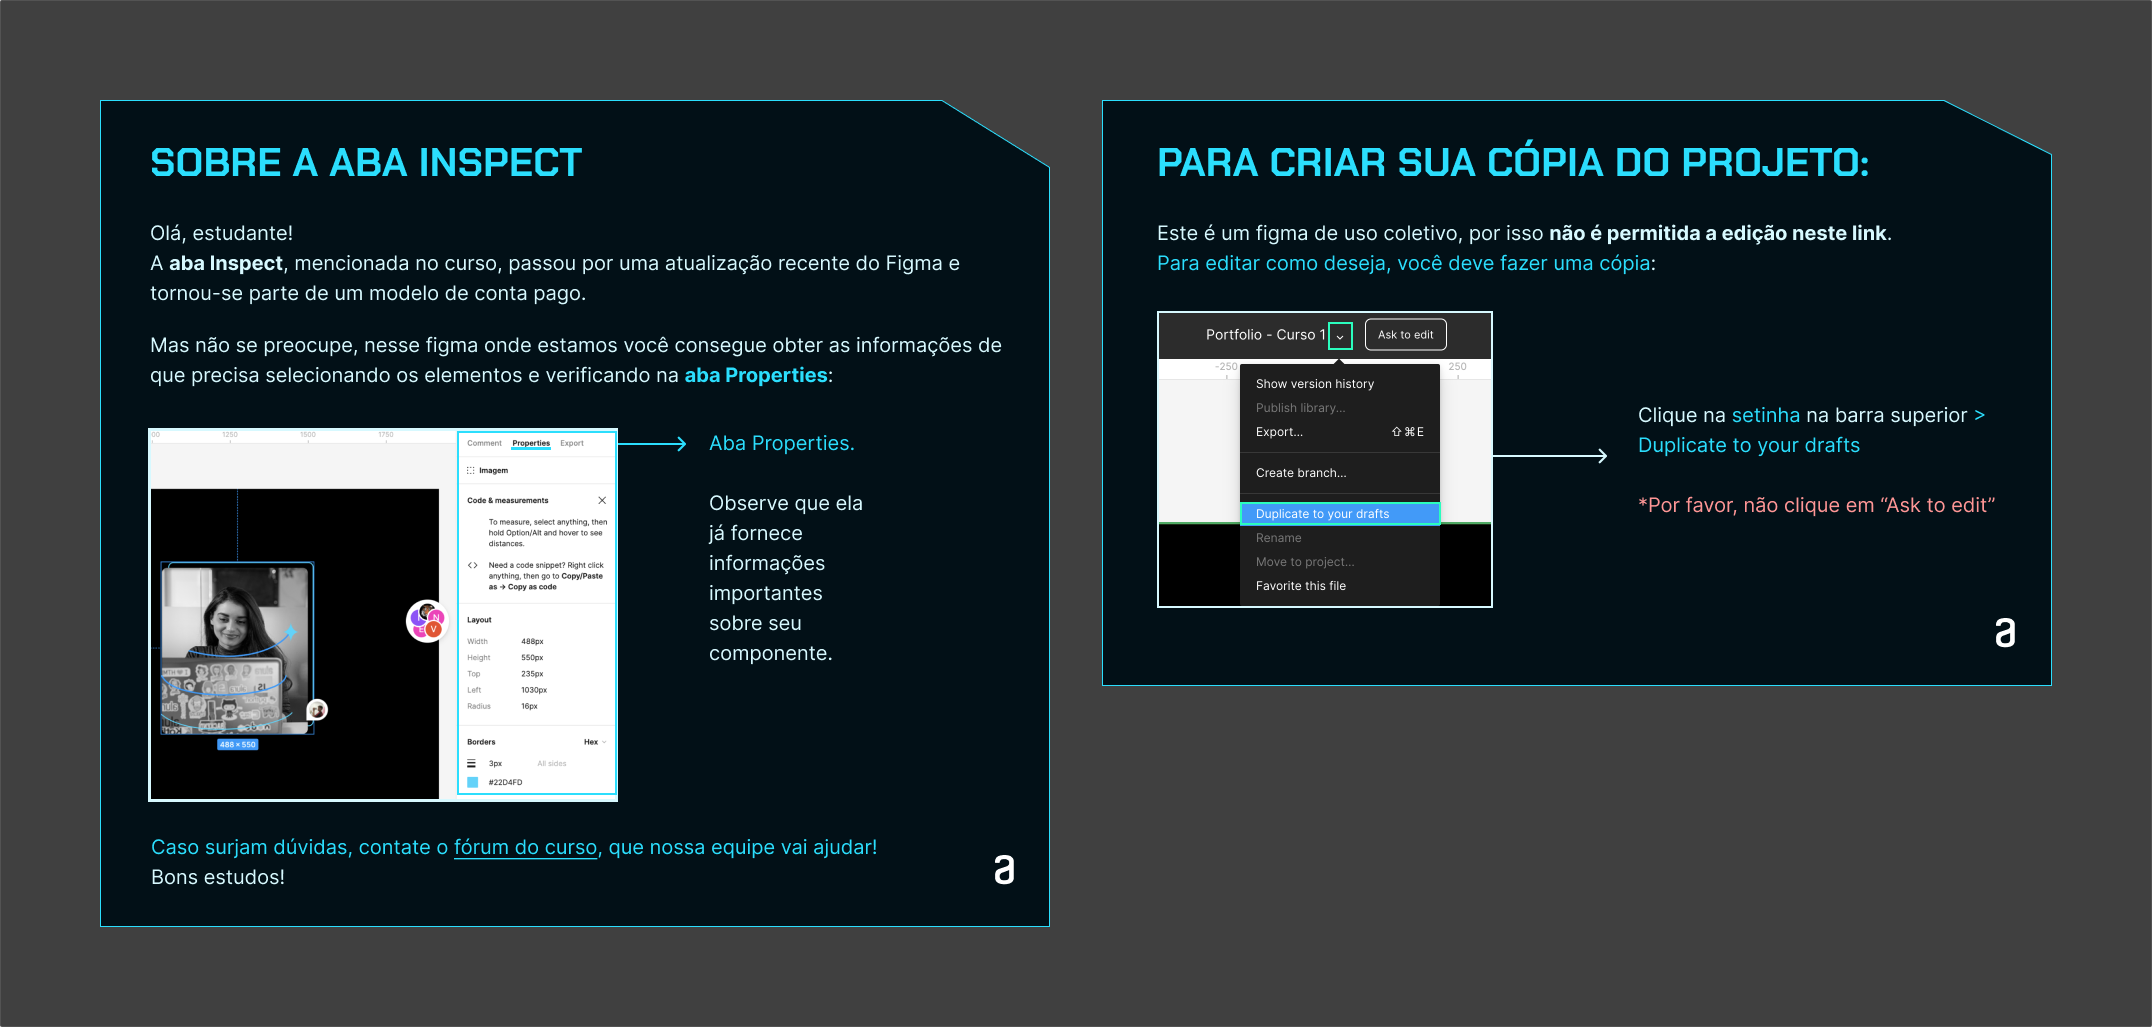 SOBRE A ABA INSPECT
Olá, estudante!
A aba Inspect, mencionada no curso, passou por uma atualização recente do Figma e
tornou-se parte de um modelo de conta pago.
Mas não se preocupe, nesse figma onde estamos você consegue obter as informações de
que precisa selecionando os elementos e verificando na aba Properties:
1250 1500 1750
Comment Properties Export
Imagem
Code & measurements
To measure, select anything, then
hold Option/Alt and hover to see
distances.
Need a code snippet? Right click
anything, then go to Copy/Paste
as → Copy as code
Layout
Width 488px
Height 550px
Top 235px
Left 1030px
Radius 16px
Borders Hex
3px All sides
#22D4FD
N
V
488 × 550
Aba Properties.
Observe que ela
já fornece
informações
importantes
sobre seu
componente.
Caso surjam dúvidas, contate o fórum do curso, que nossa equipe vai ajudar!
Bons estudos!
a
PARA CRIAR SUA CÓPIA DO PROJETO:
Este é um figma de uso coletivo, por isso não é permitida a edição neste link.
Para editar como deseja, você deve fazer uma cópia:
Portfolio - Curso 1 Ask to edit
-250 250
Show version history
Publish library...
Export... ⇧⌘E
Create branch...
Duplicate to your drafts
Rename
Move to project...
Favorite this file
Clique na setinha na barra superior >
Duplicate to your drafts
*Por favor, não clique em “Ask to edit”
a